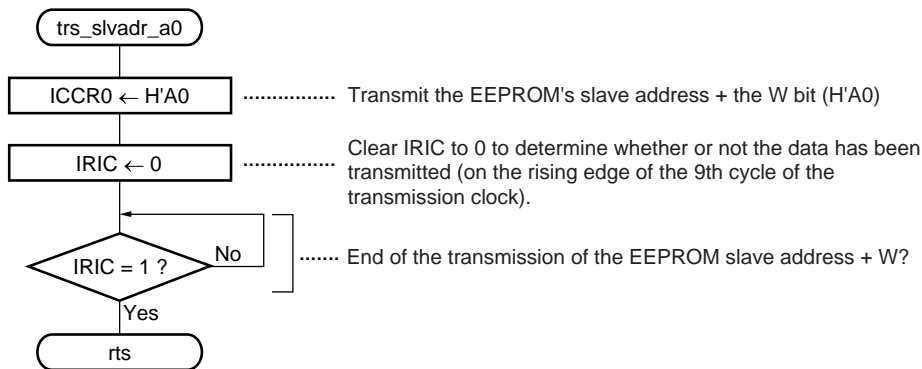 trs_slvadr_a0
ICCR0 ← H'A0
Transmit the EEPROM's slave address + the W bit (H'A0)
IRIC ← 0
Clear IRIC to 0 to determine whether or not the data has been
transmitted (on the rising edge of the 9th cycle of the
transmission clock).
IRIC = 1 ?
No
End of the transmission of the EEPROM slave address + W?
Yes
rts